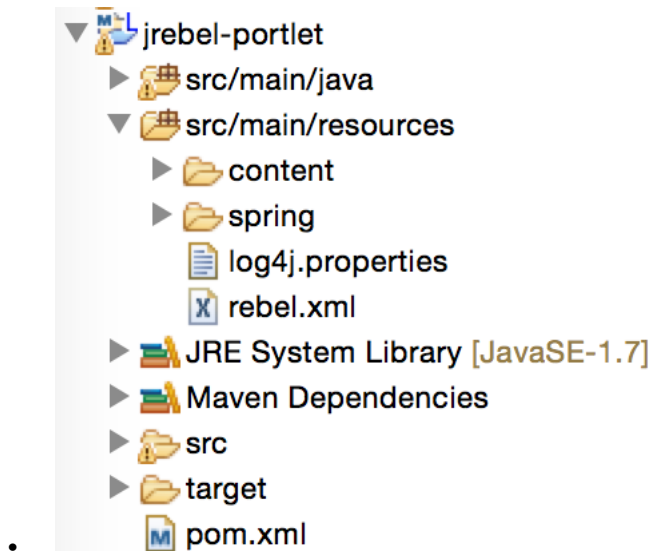 jrebel-portlet
src/main/java
src/main/resources
content
spring
log4j.properties
rebel.xml
JRE System Library [JavaSE-1.7]
Maven Dependencies
src
target
pom.xml